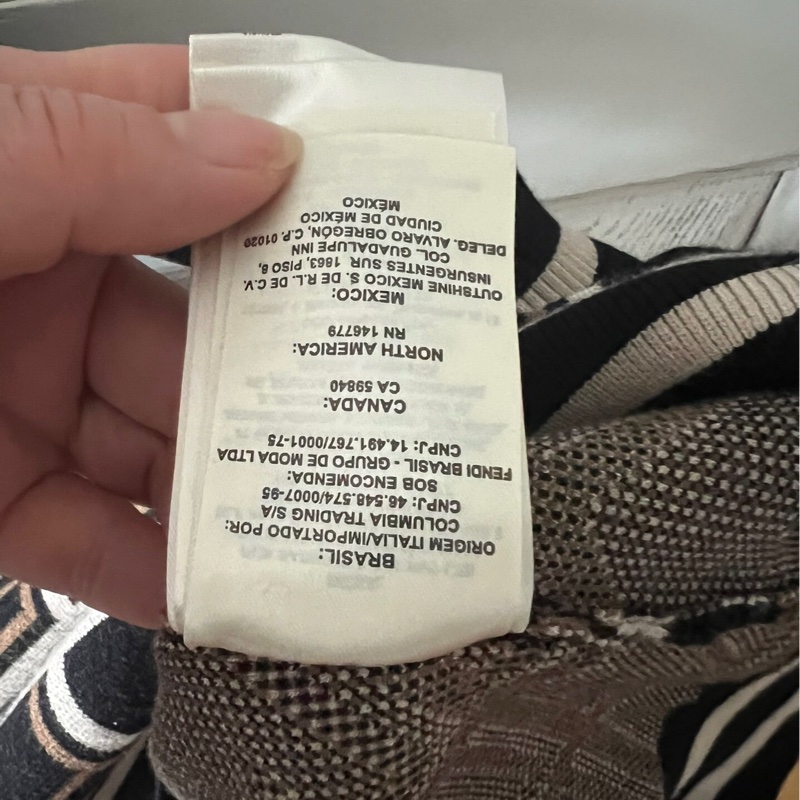 BRASIL:
ORIGEM ITALIA/IMPORTADO POR:
COLUMBIA TRADING S/A
CNPJ: 46.548.574/0007-95
SOB ENCOMENDA:
FENDI BRASIL - GRUPO DE MODA LTDA
CNPJ: 14.491.767/0001-75
CANADA:
CA 59840
NORTH AMERICA:
RN 146779
MEXICO:
OUTSHINE MEXICO S. DE R.L. DE C.V.
INSURGENTES SUR 1863, PISO 8,
COL. GUADALUPE INN
DELEG. ALVARO OBREGÓN, C.P. 01020
CIUDAD DE MÉXICO
MÉXICO